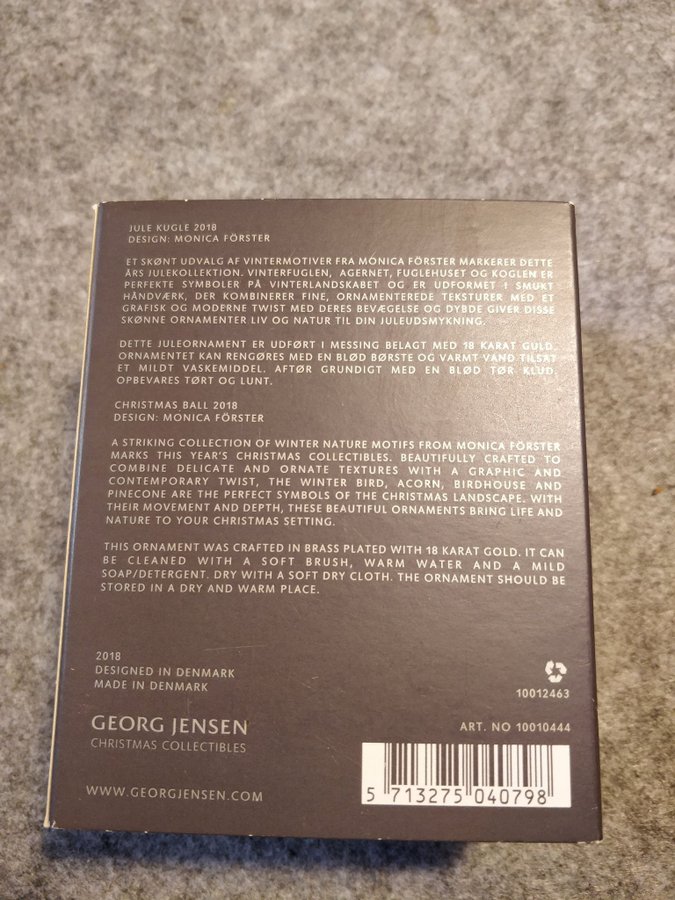 JULE KUGLE 2018
DESIGN: MONICA FÖRSTER
ET SKØNT UDVALG AF VINTERMOTIVER FRA MONICA FÖRSTER MARKERER DETTE
ÅRS JULEKOLLEKTION. VINTERFUGLEN, AGERNET, FUGLEHUSET OG KOGLEN ER
PERFEKTE SYMBOLER PÅ VINTERLANDSKABET OG ER UDFORMET I SMUKT
HÅNDVÆRK, DER KOMBINERER FINE, ORNAMENTEREDE TEKSTURER MED ET
GRAFISK OG MODERNE TWIST MED DERES BEVÆGELSE OG DYBDE GIVER DISSE
SKØNNE ORNAMENTER LIV OG NATUR TIL DIN JULEUDSMYKNING.
DETTE JULEORNAMENT ER UDFØRT I MESSING BELAGT MED 18 KARAT GULD.
ORNAMENTET KAN RENGØRES MED EN BLØD BØRSTE OG VARMT VAND TILSAT
ET MILDT VASKEMIDDEL. AFTØR GRUNDIGT MED EN BLØD TØR KLUD.
OPBEVARES TØRT OG LUNT.
CHRISTMAS BALL 2018
DESIGN: MONICA FÖRSTER
A STRIKING COLLECTION OF WINTER NATURE MOTIFS FROM MONICA FÖRSTER
MARKS THIS YEAR'S CHRISTMAS COLLECTIBLES. BEAUTIFULLY CRAFTED TO
COMBINE DELICATE AND ORNATE TEXTURES WITH A GRAPHIC AND
CONTEMPORARY TWIST, THE WINTER BIRD, ACORN, BIRDHOUSE AND
PINECONE ARE THE PERFECT SYMBOLS OF THE CHRISTMAS LANDSCAPE. WITH
THEIR MOVEMENT AND DEPTH, THESE BEAUTIFUL ORNAMENTS BRING LIFE AND
NATURE TO YOUR CHRISTMAS SETTING.
THIS ORNAMENT WAS CRAFTED IN BRASS PLATED WITH 18 KARAT GOLD. IT CAN
BE CLEANED WITH A SOFT BRUSH, WARM WATER AND A MILD
SOAP/DETERGENT. DRY WITH A SOFT DRY CLOTH. THE ORNAMENT SHOULD BE
STORED IN A DRY AND WARM PLACE.
2018
DESIGNED IN DENMARK
MADE IN DENMARK
10012463
GEORG JENSEN
CHRISTMAS COLLECTIBLES
ART. NO 10010444
WWW.GEORGJENSEN.COM
5 713275 040798